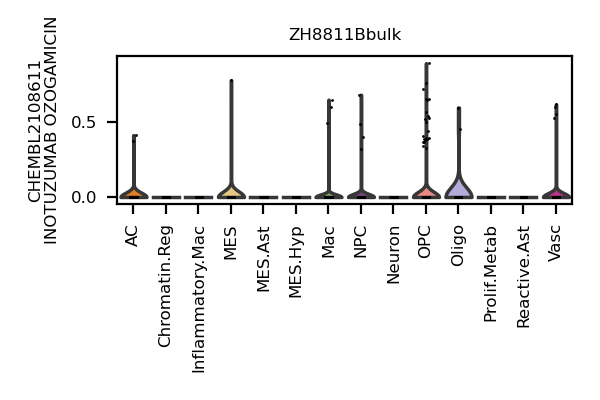 ZH8811Bbulk
CHEMBL2108611
INOTUZUMAB OZOGAMICIN
0.5
0.0
AC
Chromatin.Reg
Inflammatory.Mac
MES
MES.Ast
MES.Hyp
Mac
NPC
Neuron
OPC
Oligo
Prolif.Metab
Reactive.Ast
Vasc